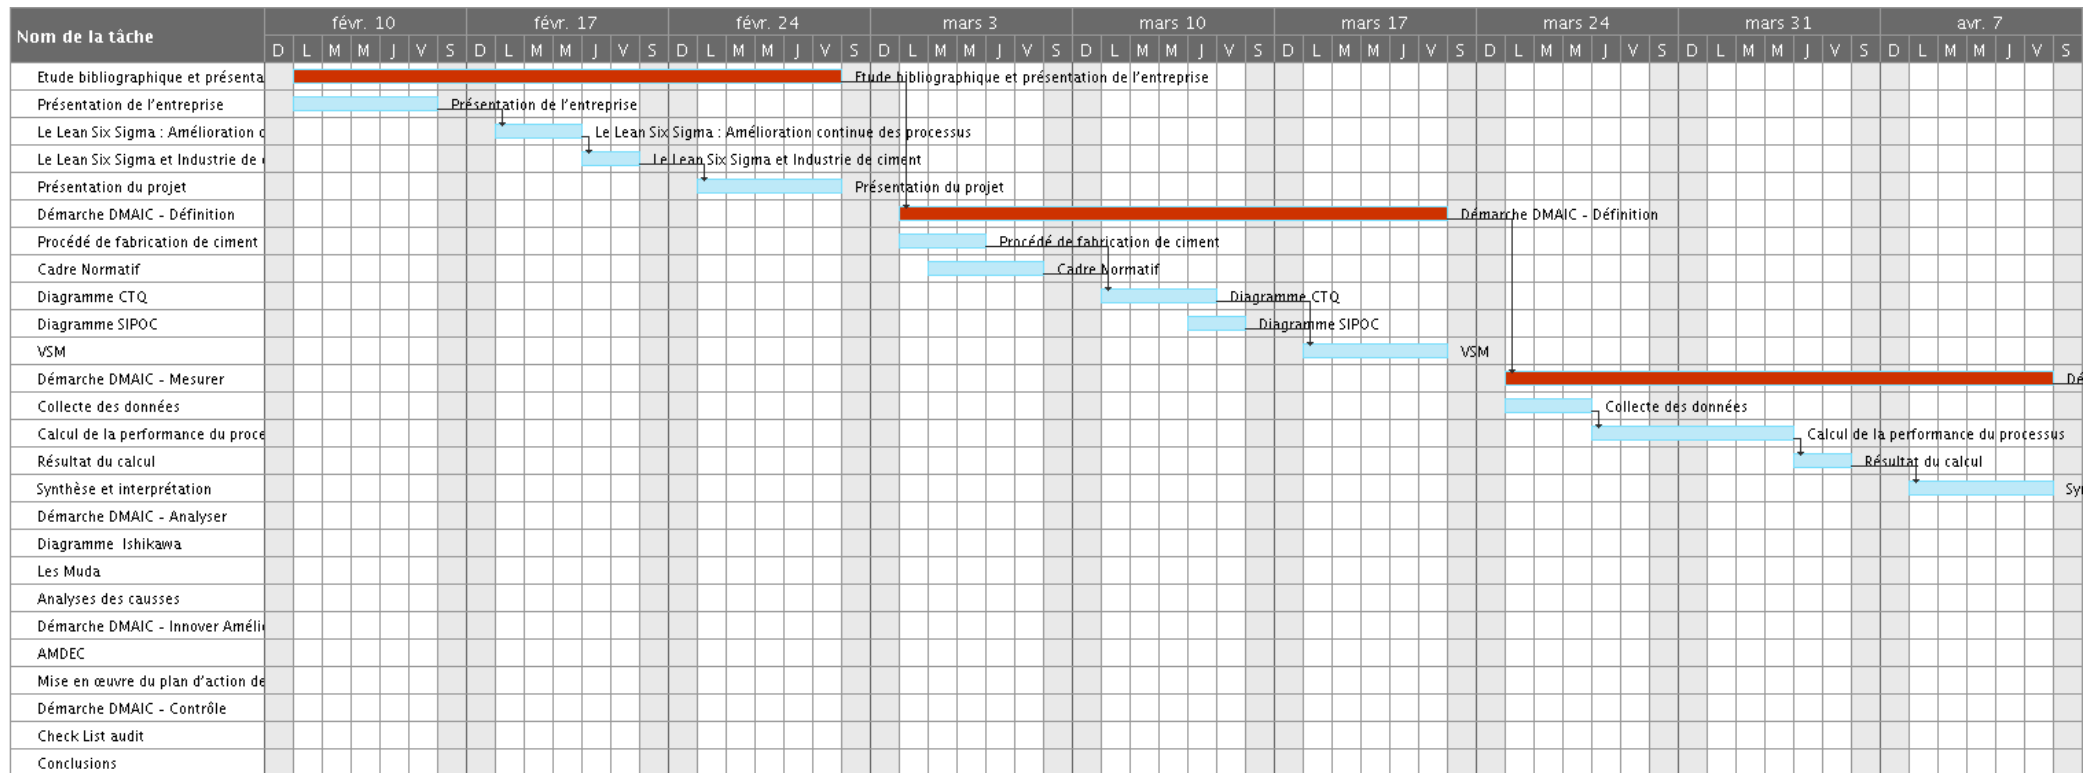 Nom de la tâche
févr. 10 févr. 17 févr. 24 mars 3 mars 10 mars 17 mars 24 mars 31 avr. 7
D L M M J V S D L M M J V S D L M M J V S D L M M J V S D L M M J V S D L M M J V S D L M M J V S D L M M J V S D L M M J V S
Etude bibliographique et présenta Etude bibliographique et présentation de l'entreprise
Présentation de l'entreprise Présentation de l'entreprise
Le Lean Six Sigma : Amélioration c Le Lean Six Sigma : Amélioration continue des processus
Le Lean Six Sigma et Industrie de Le Lean Six Sigma et Industrie de ciment
Présentation du projet Présentation du projet
Démarche DMAIC - Définition Démarche DMAIC - Définition
Procédé de fabrication de ciment Procédé de fabrication de ciment
Cadre Normatif Cadre Normatif
Diagramme CTQ Diagramme CTQ
Diagramme SIPOC Diagramme SIPOC
VSM VSM
Démarche DMAIC - Mesurer Dé
Collecte des données Collecte des données
Calcul de la performance du proce Calcul de la performance du processus
Résultat du calcul Résultat du calcul
Synthèse et interprétation Sy
Démarche DMAIC - Analyser
Diagramme Ishikawa
Les Muda
Analyses des causses
Démarche DMAIC - Innover Améli
AMDEC
Mise en œuvre du plan d'action de
Démarche DMAIC - Contrôle
Check List audit
Conclusions